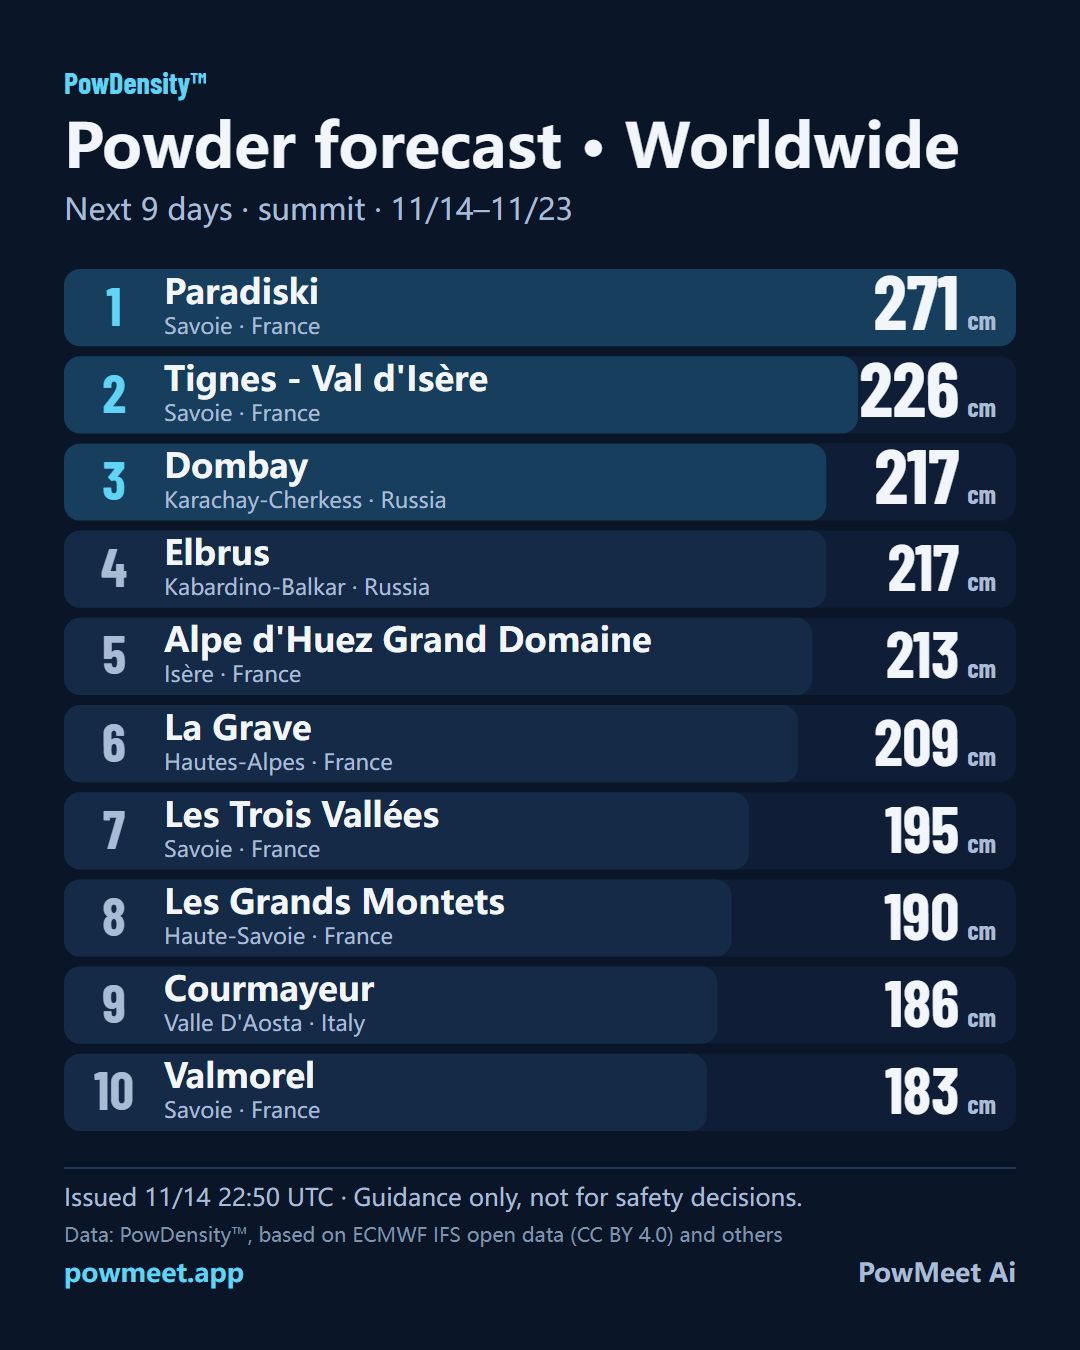 PowDensity™
Powder forecast • Worldwide
Next 9 days · summit · 11/14–11/23
1
Paradiski
Savoie · France
271 cm
2
Tignes - Val d'Isère
Savoie · France
226 cm
3
Dombay
Karachay-Cherkess · Russia
217 cm
4
Elbrus
Kabardino-Balkar · Russia
217 cm
5
Alpe d'Huez Grand Domaine
Isère · France
213 cm
6
La Grave
Hautes-Alpes · France
209 cm
7
Les Trois Vallées
Savoie · France
195 cm
8
Les Grands Montets
Haute-Savoie · France
190 cm
9
Courmayeur
Valle D'Aosta · Italy
186 cm
10
Valmorel
Savoie · France
183 cm
Issued 11/14 22:50 UTC · Guidance only, not for safety decisions.
Data: PowDensity™, based on ECMWF IFS open data (CC BY 4.0) and others
powmeet.app
PowMeet Ai